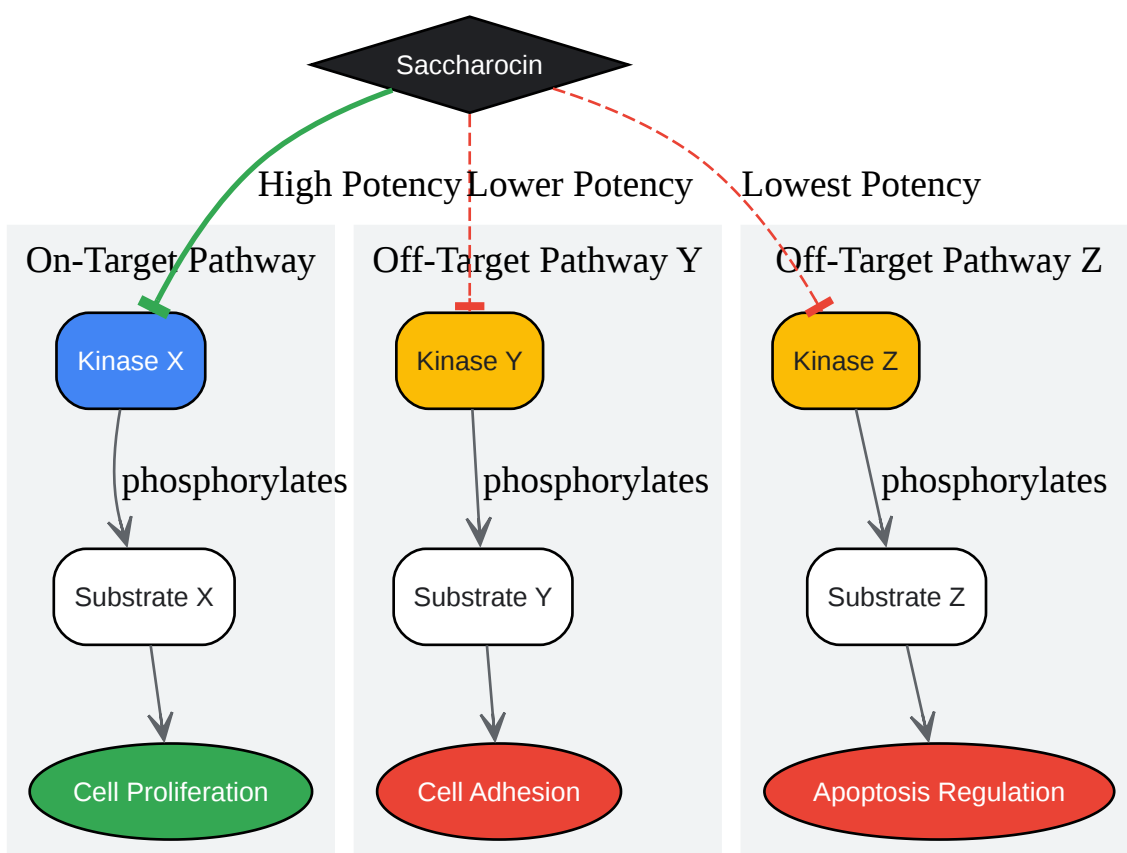 Saccharocin
High Potency
Lower Potency
Lowest Potency
On-Target Pathway
Off-Target Pathway Y
Off-Target Pathway Z
Kinase X
Kinase Y
Kinase Z
phosphorylates
phosphorylates
phosphorylates
Substrate X
Substrate Y
Substrate Z
Cell Proliferation
Cell Adhesion
Apoptosis Regulation